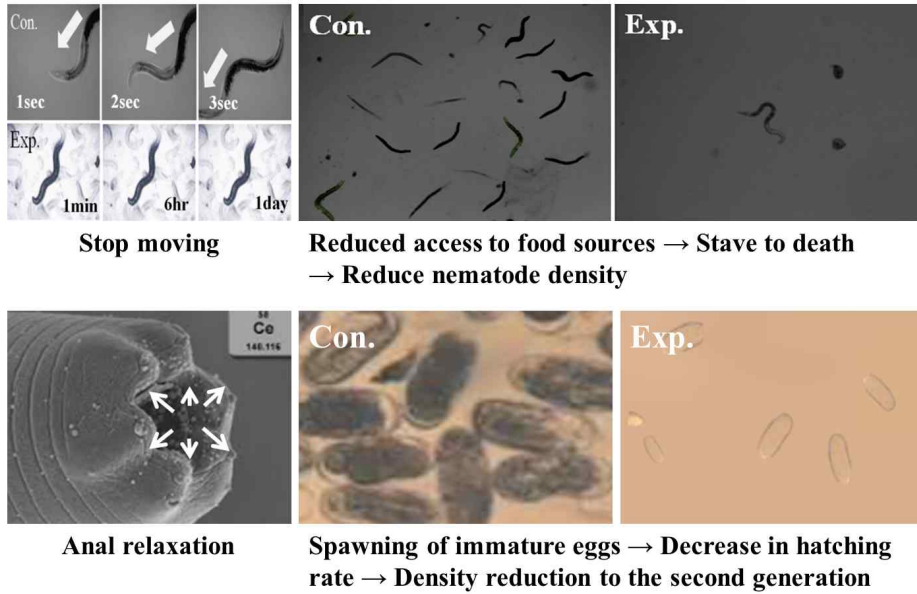 Con.
1sec
2sec
3sec
Exp.
1min
6hr
1day
Con.
Exp.
Stop moving
Reduced access to food sources → Stave to death
→ Reduce nematode density
58
Ce
140.116
Con.
Exp.
Anal relaxation
Spawning of immature eggs → Decrease in hatching
rate → Density reduction to the second generation